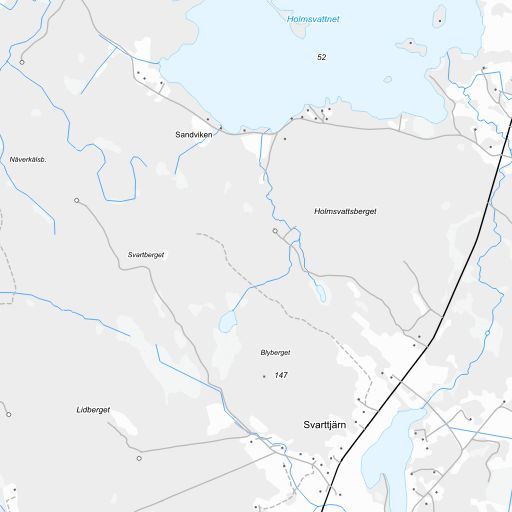 Holmsvattnet
52
Sandviken
Näverkälsb.
Holmsvattsberget
Svartberget
Blyberget
147
Lidberget
Svarttjärn